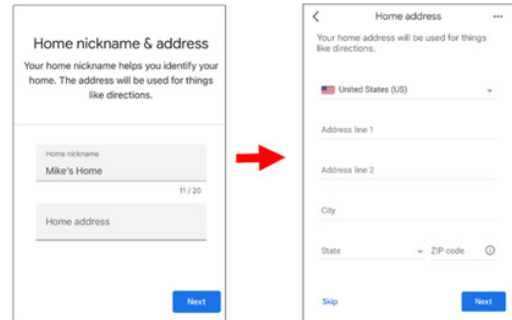 Home nickname & address
Your home nickname helps you identify your
home. The address will be used for things
like directions.
Home nickname
Mike's Home
11 / 20
Home address
Next
Home address
Your home address will be used for things
like directions.
United States (US)
Address line 1
Address line 2
City
State
ZIP code
Skip
Next